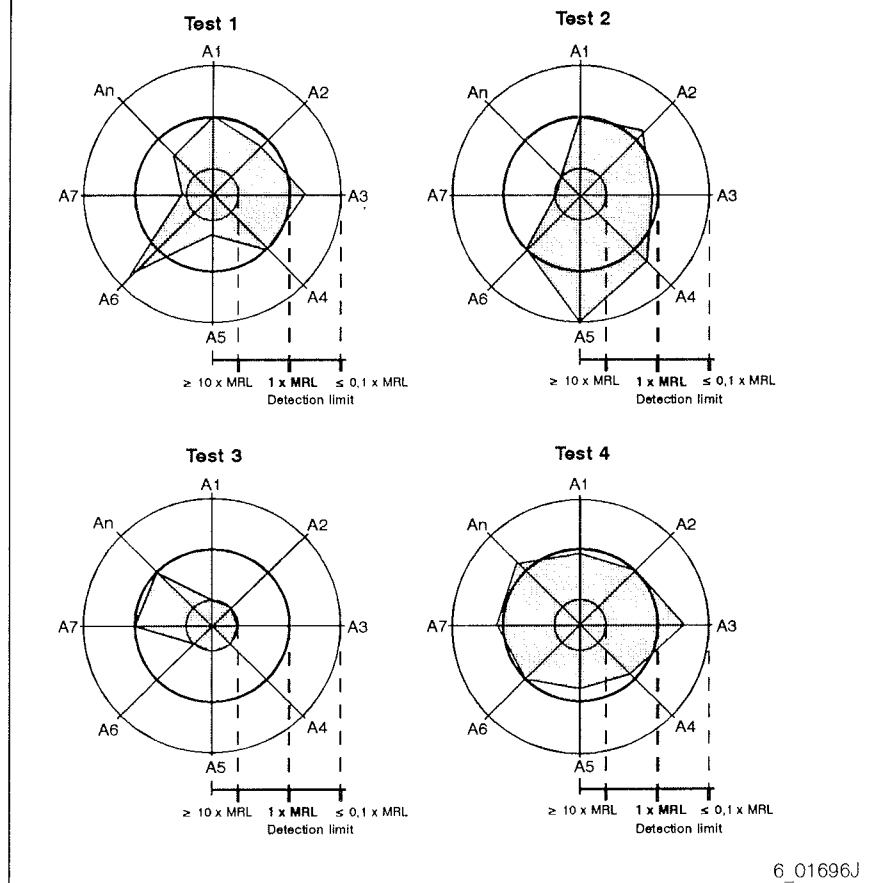 Test 1
A1
An
A2
A7
A3
A6
A4
A5
≥ 10 x MRL 1 x MRL ≤ 0,1 x MRL
Detection limit
Test 2
A1
An
A2
A7
A3
A6
A4
A5
≥ 10 x MRL 1 x MRL ≤ 0,1 x MRL
Detection limit
Test 3
A1
An
A2
A7
A3
A6
A4
A5
≥ 10 x MRL 1 x MRL ≤ 0,1 x MRL
Detection limit
Test 4
A1
An
A2
A7
A3
A6
A4
A5
≥ 10 x MRL 1 x MRL ≤ 0,1 x MRL
Detection limit
6_01696J